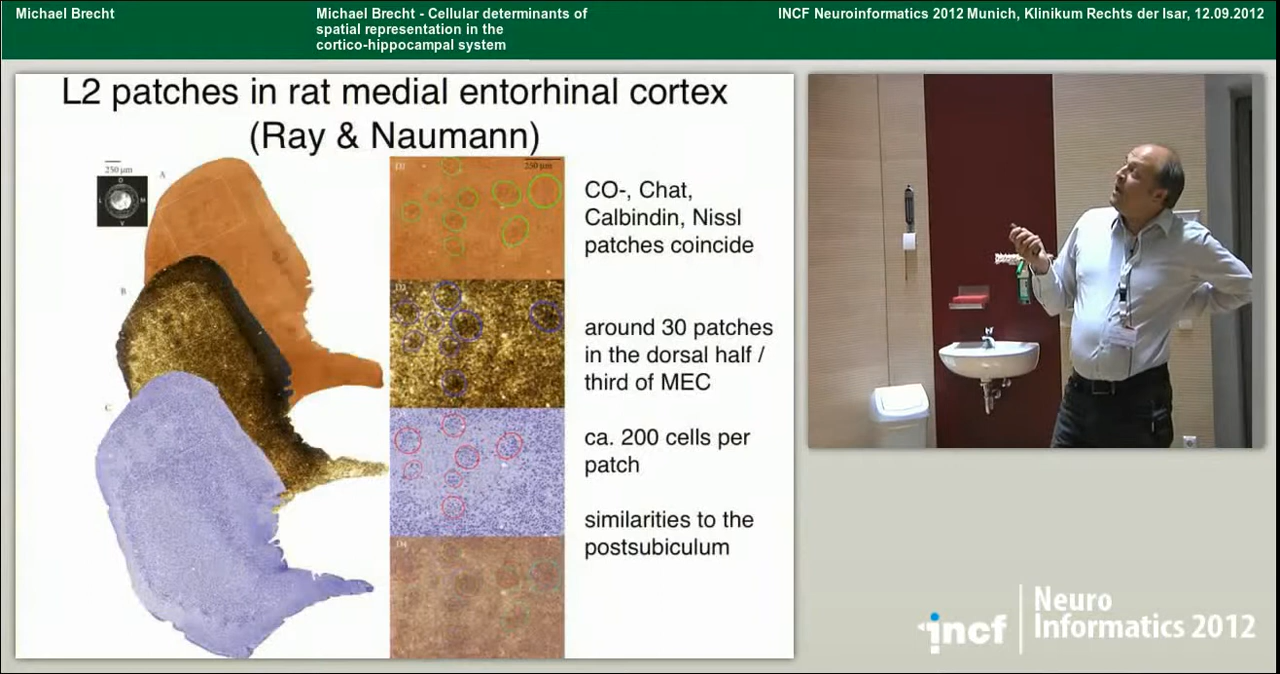 Michael Brecht
Michael Brecht - Cellular determinants of
spatial representation in the
cortico-hippocampal system
INCF Neuroinformatics 2012 Munich, Klinikum Rechts der Isar, 12.09.2012
L2 patches in rat medial entorhinal cortex
(Ray & Naumann)
250 µm
A
B
C
250 µm
CO-, Chat,
Calbindin, Nissl
patches coincide
around 30 patches
in the dorsal half /
third of MEC
ca. 200 cells per
patch
similarities to the
postsubiculum
incf
Neuro
Informatics 2012